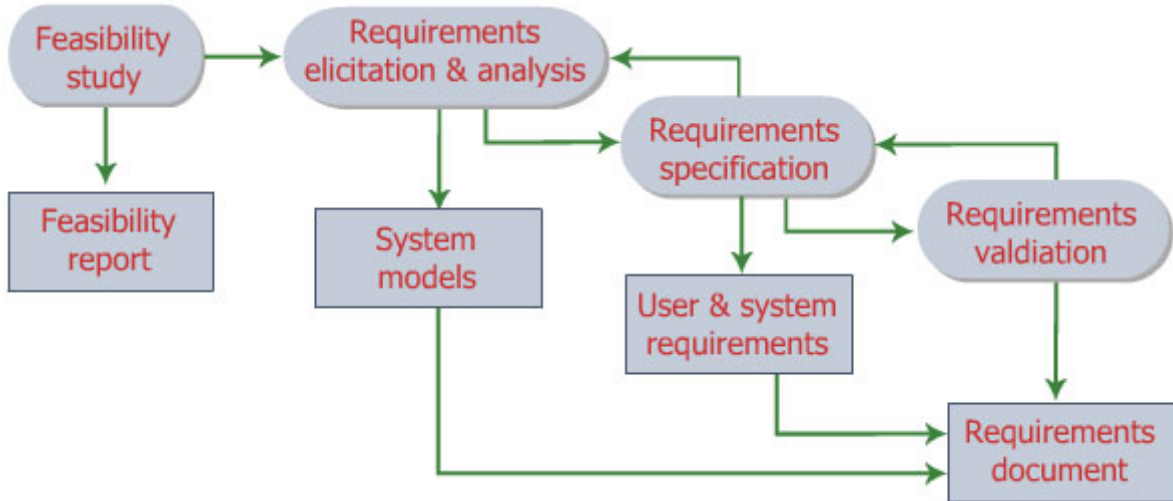 Feasibility
study
Requirements
elicitation & analysis
Requirements
specification
Requirements
valdiation
Feasibility
report
System
models
User & system
requirements
Requirements
document